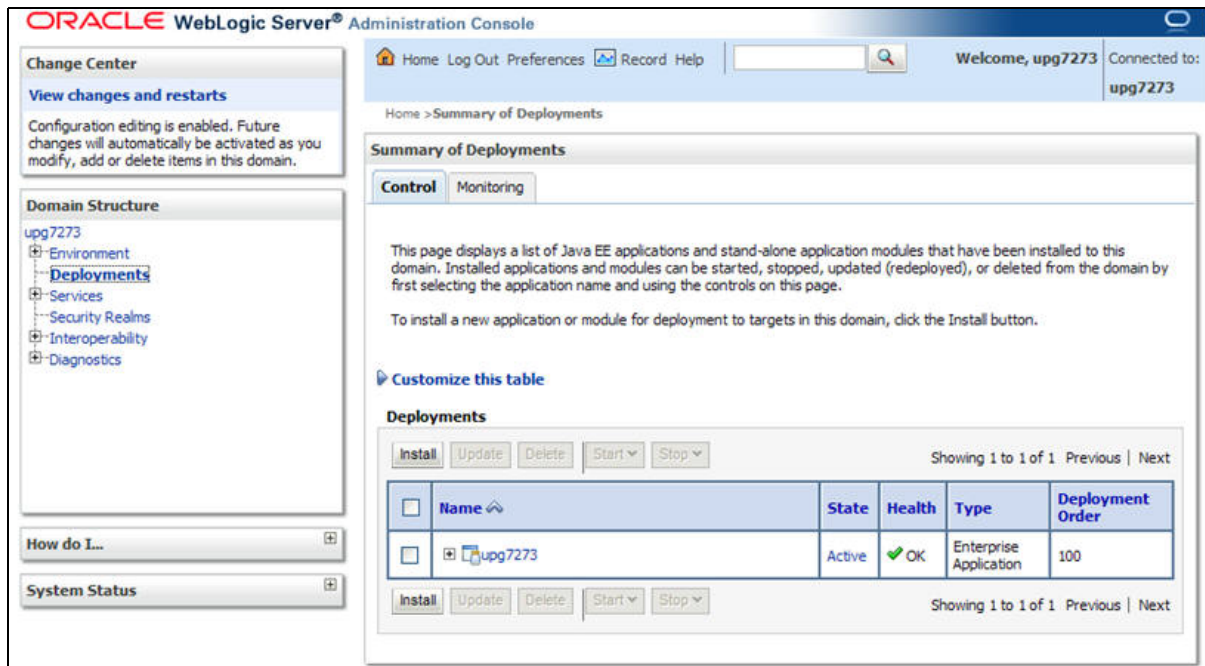 ORACLE WebLogic Server® Administration Console
Change Center
View changes and restarts
Configuration editing is enabled. Future
changes will automatically be activated as you
modify, add or delete items in this domain.
Domain Structure
upg7273
Environment
Deployments
Services
Security Realms
Interoperability
Diagnostics
How do I...
System Status
Home Log Out Preferences Record Help
Welcome, upg7273
Connected to:
upg7273
Home >Summary of Deployments
Summary of Deployments
Control Monitoring
This page displays a list of Java EE applications and stand-alone application modules that have been installed to this
domain. Installed applications and modules can be started, stopped, updated (redeployed), or deleted from the domain by
first selecting the application name and using the controls on this page.
To install a new application or module for deployment to targets in this domain, click the Install button.
Customize this table
Deployments
Install Update Delete Start Stop
Showing 1 to 1 of 1 Previous | Next
Name State Health Type Deployment
Order
upg7273 Active OK Enterprise
Application 100
Install Update Delete Start Stop
Showing 1 to 1 of 1 Previous | Next